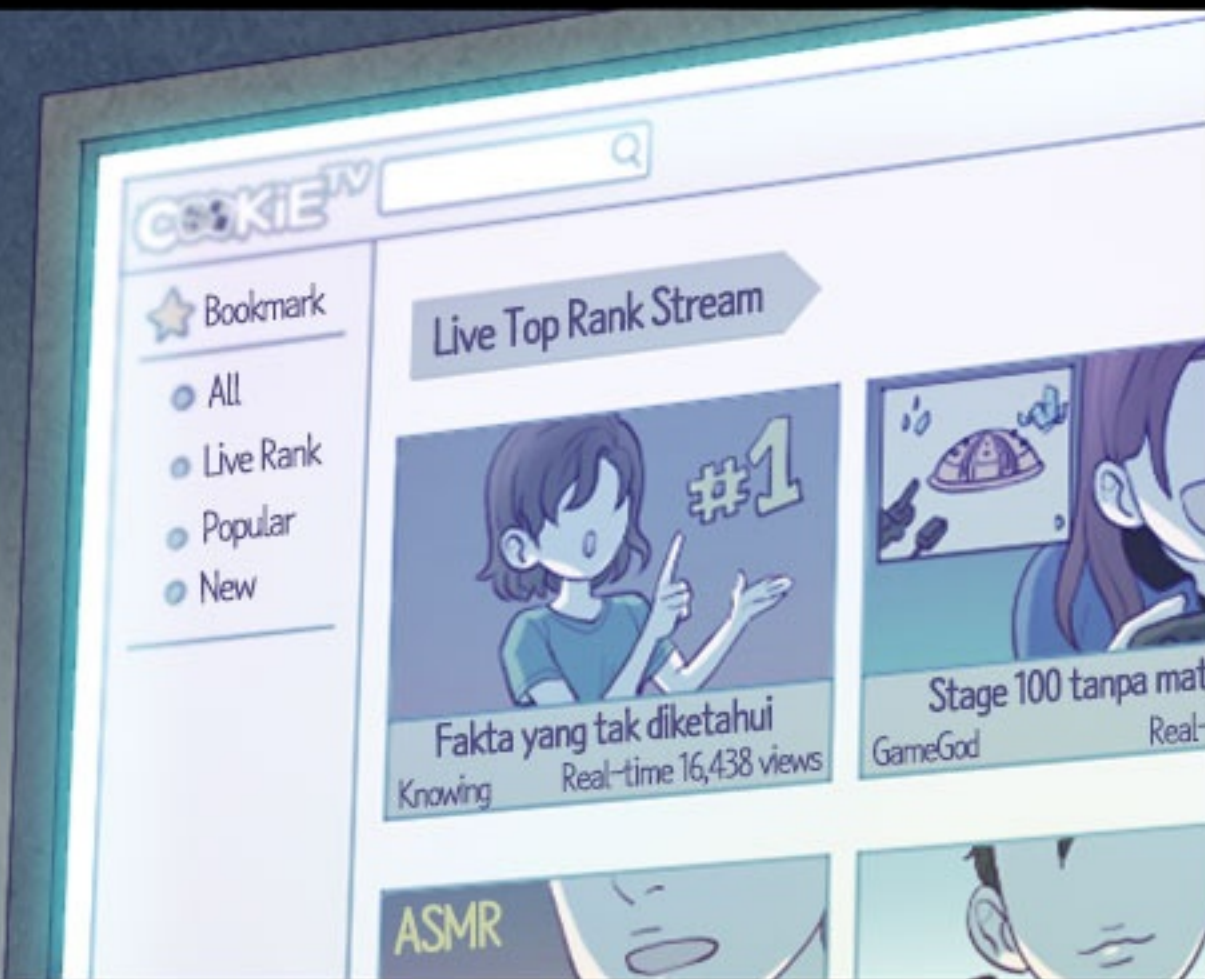 COOKiE TV
Bookmark
All
Live Rank
Popular
New
Live Top Rank Stream
#1
Fakta yang tak diketahui
Knowing
Real-time 16,438 views
Stage 100 tanpa
GameGod
ASMR